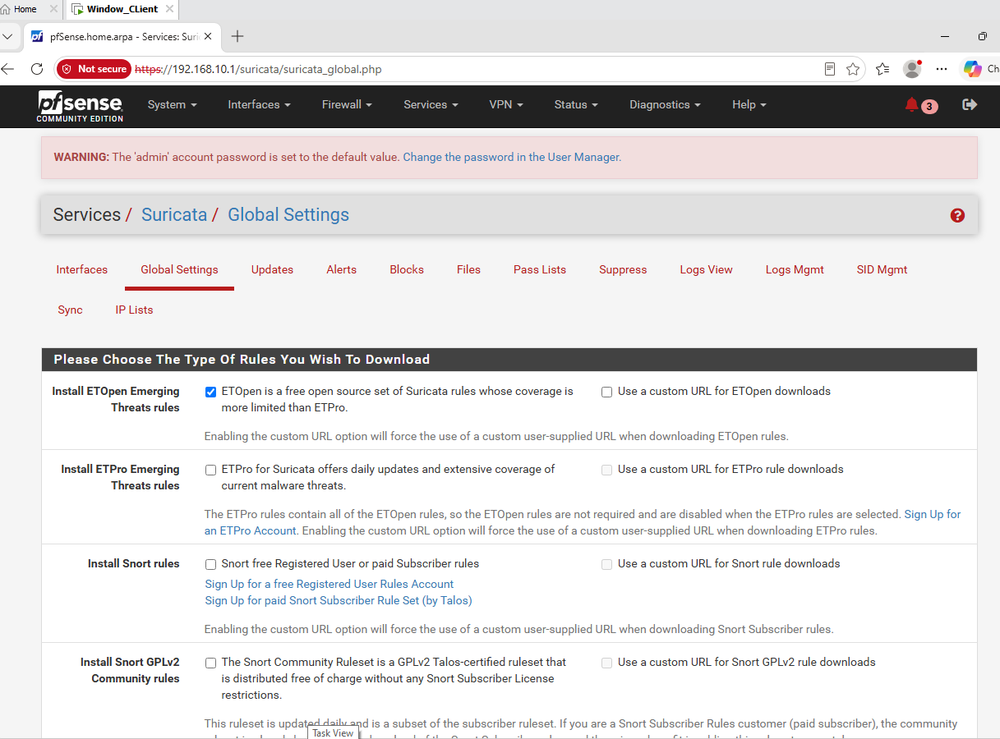 Home
Window_CLient
pfSense.home.arpa - Services: Suri
Not secure
https://192.168.10.1/suricata/suricata_global.php
Ch
pfsense
COMMUNITY EDITION
System
Interfaces
Firewall
Services
VPN
Status
Diagnostics
Help
3
WARNING: The 'admin' account password is set to the default value. Change the password in the User Manager.
Services / Suricata / Global Settings
?
Interfaces
Global Settings
Updates
Alerts
Blocks
Files
Pass Lists
Suppress
Logs View
Logs Mgmt
SID Mgmt
Sync
IP Lists
Please Choose The Type Of Rules You Wish To Download
Install ETOpen Emerging
Threats rules
ETOpen is a free open source set of Suricata rules whose coverage is
more limited than ETPro.
Use a custom URL for ETOpen downloads
Enabling the custom URL option will force the use of a custom user-supplied URL when downloading ETOpen rules.
Install ETPro Emerging
Threats rules
ETPro for Suricata offers daily updates and extensive coverage of
current malware threats.
Use a custom URL for ETPro rule downloads
The ETPro rules contain all of the ETOpen rules, so the ETOpen rules are not required and are disabled when the ETPro rules are selected. Sign Up for
an ETPro Account. Enabling the custom URL option will force the use of a custom user-supplied URL when downloading ETPro rules.
Install Snort rules
Snort free Registered User or paid Subscriber rules
Use a custom URL for Snort rule downloads
Sign Up for a free Registered User Rules Account
Sign Up for paid Snort Subscriber Rule Set (by Talos)
Enabling the custom URL option will force the use of a custom user-supplied URL when downloading Snort Subscriber rules.
Install Snort GPLv2
Community rules
The Snort Community Ruleset is a GPLv2 Talos-certified ruleset that
is distributed free of charge without any Snort Subscriber License
restrictions.
Use a custom URL for Snort GPLv2 rule downloads
This ruleset is updated daily and is a subset of the subscriber ruleset. If you are a Snort Subscriber Rules customer (paid subscriber), the community
Task View